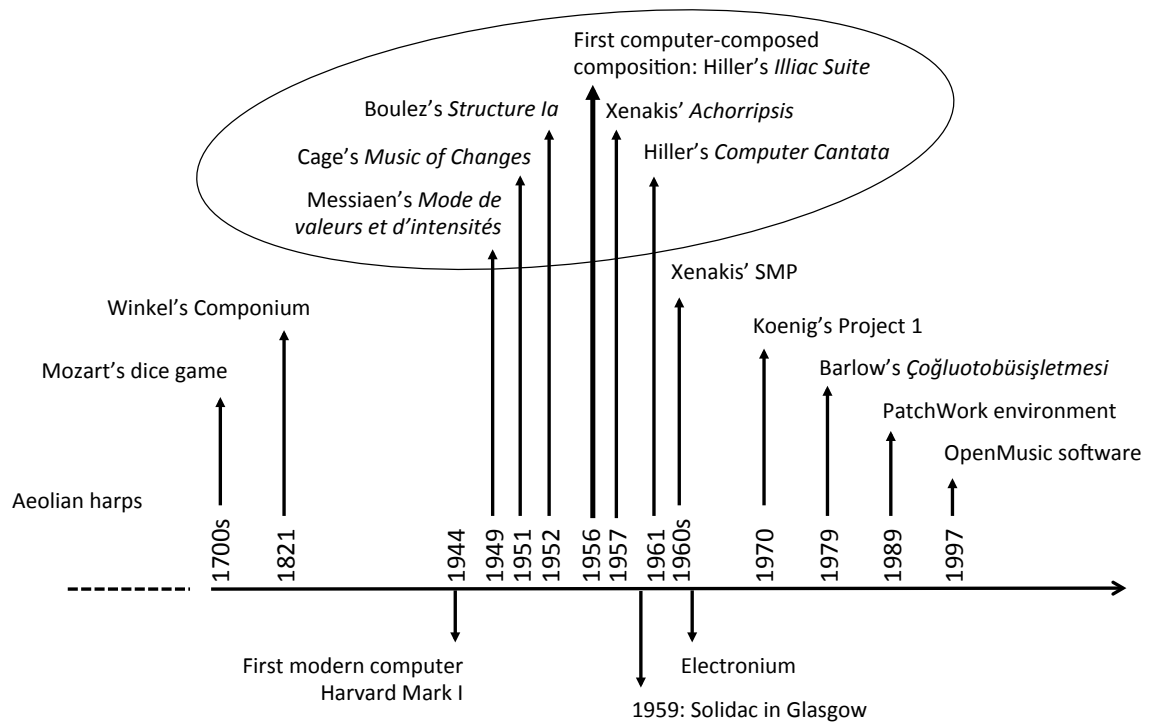 First computer-composed
composition: Hiller’s Illiac Suite
Boulez’s Structure Ia
Xenakis’ Achorripsis
Cage’s Music of Changes
Hiller’s Computer Cantata
Messiaen’s Mode de
valeurs et d’intensités
Xenakis’ SMP
Winkel’s Componium
Koenig’s Project 1
Mozart’s dice game
Barlow’s Çoğluotobüsişletmesi
PatchWork environment
OpenMusic software
Aeolian harps
1700s
1821
1944
1949
1951
1952
1956
1957
1961
1960s
1970
1979
1989
1997
First modern computer
Harvard Mark I
Electronium
1959: Solidac in Glasgow